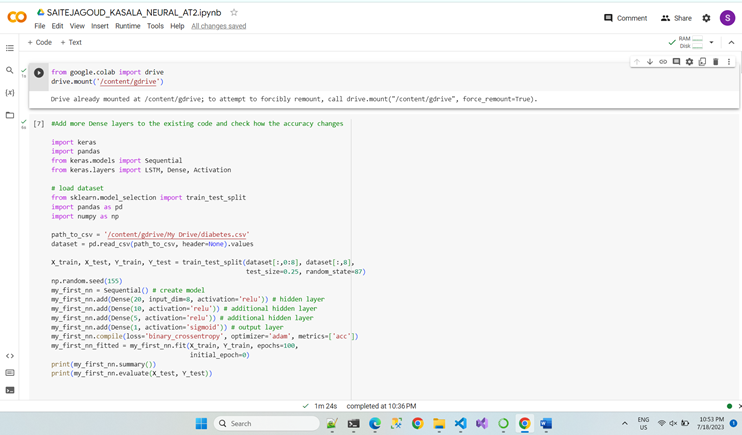 SAITEJAGOUD_KASALA_NEURAL_AT2.ipynb
Comment Share S
File Edit View Insert Runtime Tools Help All changes saved
+ Code + Text
RAM
Disk
from google.colab import drive
drive.mount('/content/gdrive')
Drive already mounted at /content/gdrive; to attempt to forcibly remount, call drive.mount("/content/gdrive", force_remount=True).
[7] #Add more Dense layers to the existing code and check how the accuracy changes
import keras
import pandas
from keras.models import Sequential
from keras.layers import LSTM, Dense, Activation
# load dataset
from sklearn.model_selection import train_test_split
import pandas as pd
import numpy as np
path_to_csv = '/content/gdrive/My Drive/diabetes.csv'
dataset = pd.read_csv(path_to_csv, header=None).values
X_train, X_test, Y_train, Y_test = train_test_split(dataset[:,0:8], dataset[:,8],
test_size=0.25, random_state=87)
np.random.seed(155)
my_first_nn = Sequential() # create model
my_first_nn.add(Dense(20, input_dim=8, activation='relu')) # hidden layer
my_first_nn.add(Dense(10, activation='relu')) # additional hidden layer
my_first_nn.add(Dense(5, activation='relu')) # additional hidden layer
my_first_nn.add(Dense(1, activation='sigmoid')) # output layer
my_first_nn.compile(loss='binary_crossentropy', optimizer='adam', metrics=['acc'])
my_first_nn_fitted = my_first_nn.fit(X_train, Y_train, epochs=100,
initial_epoch=0)
print(my_first_nn.summary())
print(my_first_nn.evaluate(X_test, Y_test))
1m 24s completed at 10:36 PM
Search
ENG
US
10:53 PM
7/18/2023